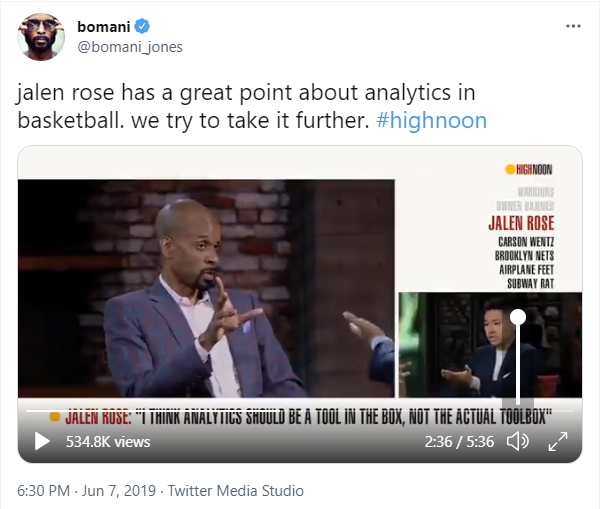 bomani
@bomani_jones
jalen rose has a great point about analytics in
basketball. we try to take it further. #highnoon
HIGHNOON
WARRIORS
OWNER BANNED
JALEN ROSE
CARSON WENTZ
BROOKLYN NETS
AIRPLANE FEET
SUBWAY RAT
JALEN ROSE: "I THINK ANALYTICS SHOULD BE A TOOL IN THE BOX, NOT THE ACTUAL TOOLBOX"
534.8K views
2:36 / 5:36
6:30 PM · Jun 7, 2019 · Twitter Media Studio